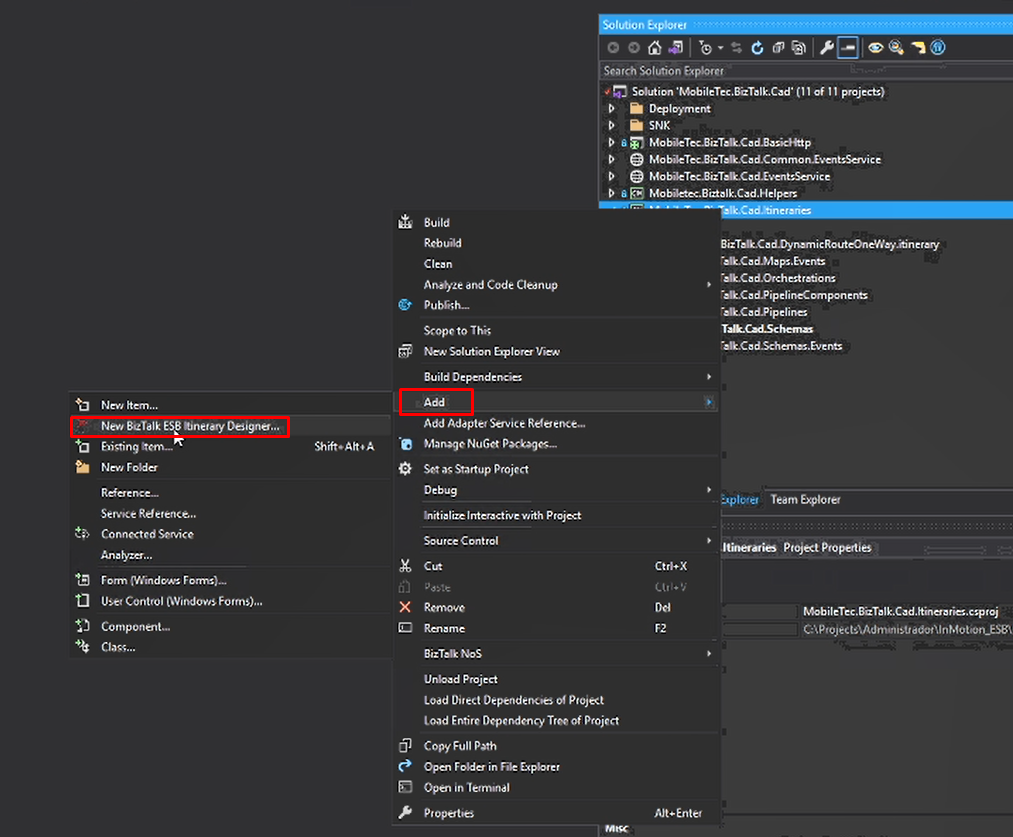 Solution Explorer
Search Solution Explorer
Solution 'MobileTec.BizTalk.Cad' (11 of 11 projects)
Deployment
SNK
MobileTec.BizTalk.Cad.BasicHttp
MobileTec.BizTalk.Cad.Common.EventsService
MobileTec.BizTalk.Cad.EventsService
Mobiletec.Biztalk.Cad.Helpers
MobileTec.BizTalk.Cad.Itineraries
BizTalk.Cad.DynamicRouteOneWay.itinerary
Talk.Cad.Maps.Events
Talk.Cad.Orchestrations
Talk.Cad.PipelineComponents
Talk.Cad.Pipelines
Talk.Cad.Schemas
Talk.Cad.Schemas.Events
Explorer Team Explorer
Itineraries Project Properties
MobileTec.BizTalk.Cad.Itineraries.csproj
C:\Projects\Administrador\InMotion_ESB\
Misc
Build
Rebuild
Clean
Analyze and Code Cleanup
Publish...
Scope to This
New Solution Explorer View
Build Dependencies
Add
Add Adapter Service Reference...
Manage NuGet Packages...
Set as Startup Project
Debug
Initialize Interactive with Project
Source Control
Cut Ctrl+X
Paste Ctrl+V
Remove Del
Rename F2
BizTalk NoS
Unload Project
Load Direct Dependencies of Project
Load Entire Dependency Tree of Project
Copy Full Path
Open Folder in File Explorer
Open in Terminal
Properties Alt+Enter
New Item...
New BizTalk ESB Itinerary Designer...
Existing Item... Shift+Alt+A
New Folder
Reference...
Service Reference...
Connected Service
Analyzer...
Form (Windows Forms)...
User Control (Windows Forms)...
Component...
Class...